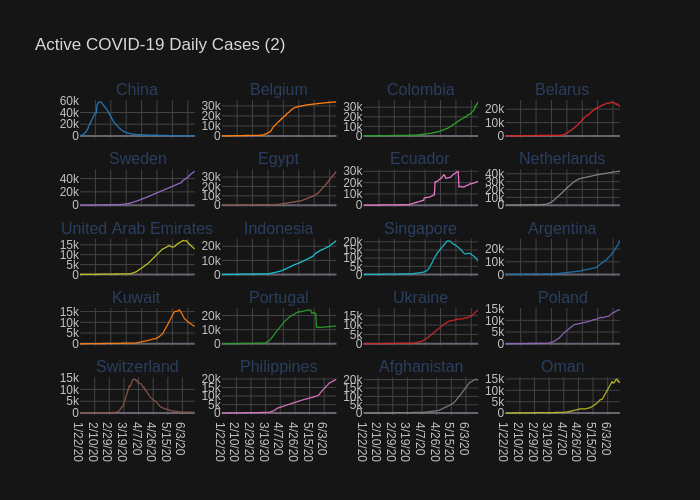 Active COVID-19 Daily Cases (2)
China Belgium Colombia Belarus
60k 40k 20k 0 30k 20k 10k 0 30k 20k 10k 0 20k 10k 0
Sweden Egypt Ecuador Netherlands
40k 20k 0 30k 20k 10k 0 30k 20k 10k 0 40k 30k 20k 10k 0
United Arab Emirates Indonesia Singapore Argentina
15k 10k 5k 0 20k 10k 0 20k 15k 10k 5k 0 20k 10k 0
Kuwait Portugal Ukraine Poland
15k 10k 5k 0 20k 10k 0 15k 10k 5k 0 15k 10k 5k 0
Switzerland Philippines Afghanistan Oman
15k 10k 5k 0 20k 15k 10k 5k 0 20k 15k 10k 5k 0 15k 10k 5k 0
1/22/20 2/10/20 2/29/20 3/19/20 4/7/20 4/26/20 5/15/20 6/3/20 1/22/20 2/10/20 2/29/20 3/19/20 4/7/20 4/26/20 5/15/20 6/3/20 1/22/20 2/10/20 2/29/20 3/19/20 4/7/20 4/26/20 5/15/20 6/3/20 1/22/20 2/10/20 2/29/20 3/19/20 4/7/20 4/26/20 5/15/20 6/3/20